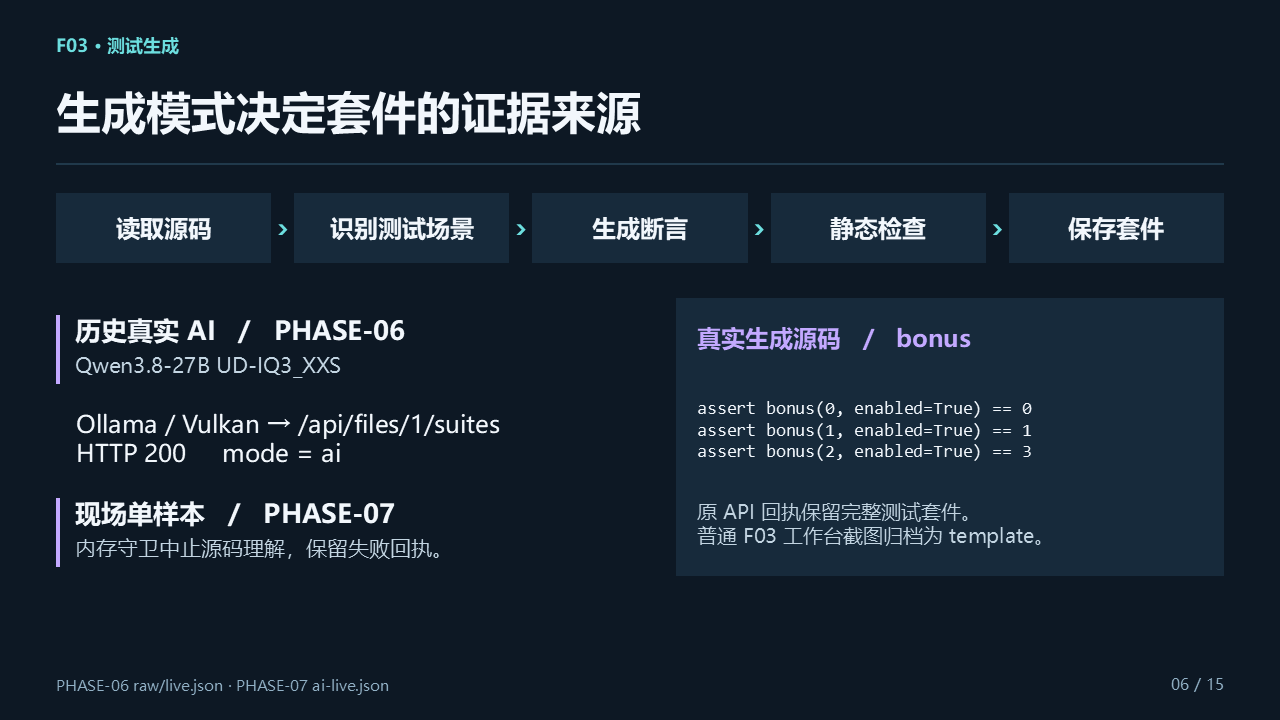 F03 · 测试生成
生成模式决定套件的证据来源
读取源码 › 识别测试场景 › 生成断言 › 静态检查 › 保存套件
历史真实 AI / PHASE-06
Qwen3.8-27B UD-IQ3_XXS
Ollama / Vulkan → /api/files/1/suites
HTTP 200 mode = ai
现场单样本 / PHASE-07
内存守卫中止源码理解，保留失败回执。
真实生成源码 / bonus
assert bonus(0, enabled=True) == 0
assert bonus(1, enabled=True) == 1
assert bonus(2, enabled=True) == 3
原 API 回执保留完整测试套件。
普通 F03 工作台截图归档为 template。
PHASE-06 raw/live.json · PHASE-07 ai-live.json
06 / 15